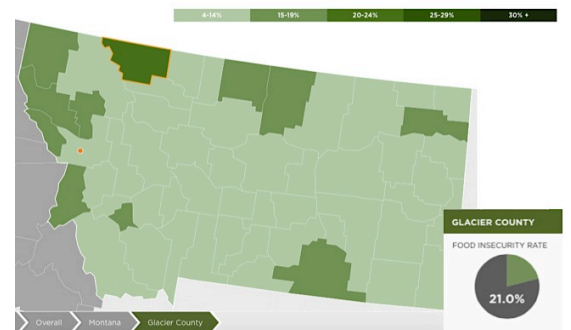 4-14% 15-19% 20-24% 25-29% 30% +
GLACIER COUNTY
FOOD INSECURITY RATE
21.0%
Overall Montana Glacier County